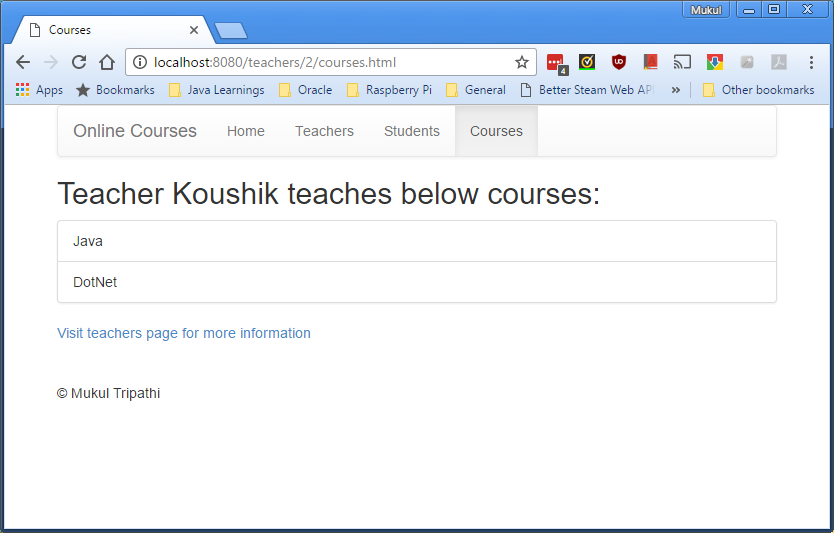 Mukul
Courses
localhost:8080/teachers/2/courses.html
4
Apps Bookmarks Java Learnings Oracle Raspberry Pi General Better Steam Web AP » Other bookmarks
Online Courses Home Teachers Students Courses
Teacher Koushik teaches below courses:
Java
DotNet
Visit teachers page for more information
© Mukul Tripathi